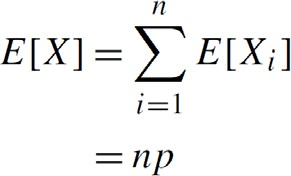 E[X] = \sum_{i=1}^{n} E[X_i]
= np